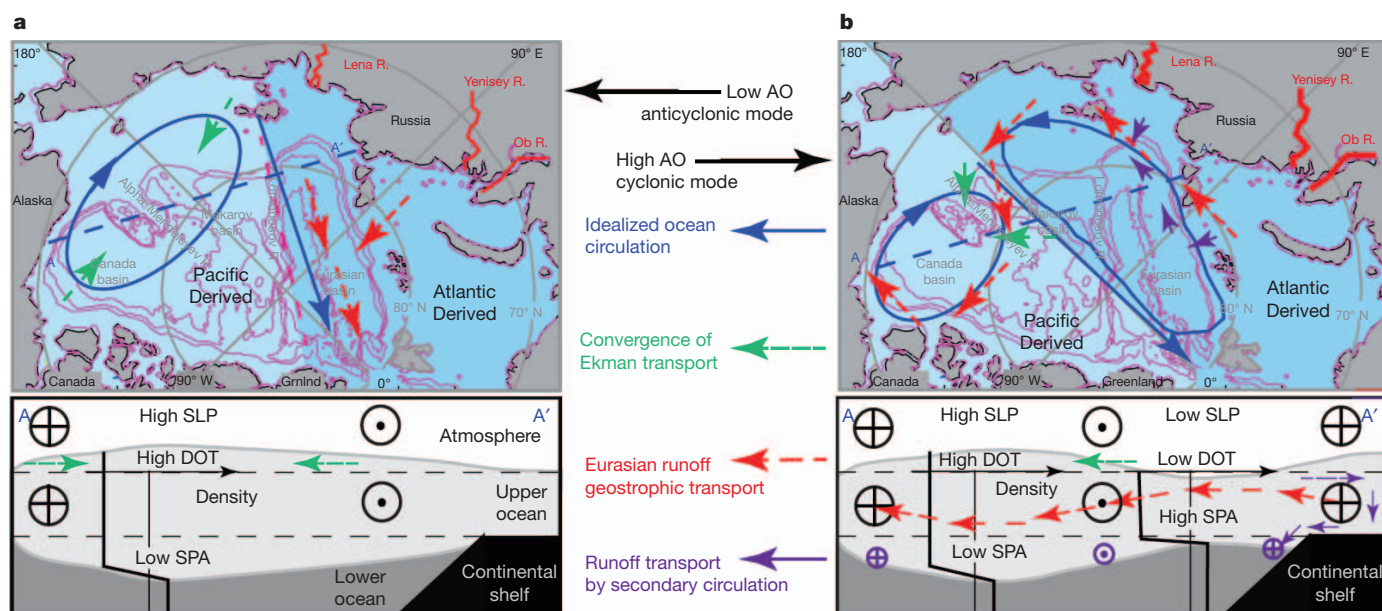 a
180°
90° E
Lena R.
Yenisey R.
Ob R.
Russia
Alaska
A′
Makarov
basin
A
Canada
basin
Pacific
Derived
Eurasian
basin
Atlantic
Derived
80° N
70° N
Canada
90° W
Grnlnd
0°
A
High SLP
A′
Atmosphere
High DOT
Density
Upper
ocean
Low SPA
Lower
ocean
Continental
shelf
Low AO
anticyclonic mode
High AO
cyclonic mode
Idealized ocean
circulation
Convergence of
Ekman transport
Eurasian runoff
geostrophic transport
Runoff transport
by secondary circulation
b
180°
90° E
Lena R.
Yenisey R.
Ob R.
Russia
Alaska
A′
Makarov
basin
A
Canada
basin
Pacific
Derived
Eurasian
basin
Atlantic
Derived
80° N
70° N
Canada
90° W
Greenland
0°
A
High SLP
Low SLP
A′
High DOT
Low DOT
Density
High SPA
Low SPA
Continental
shelf